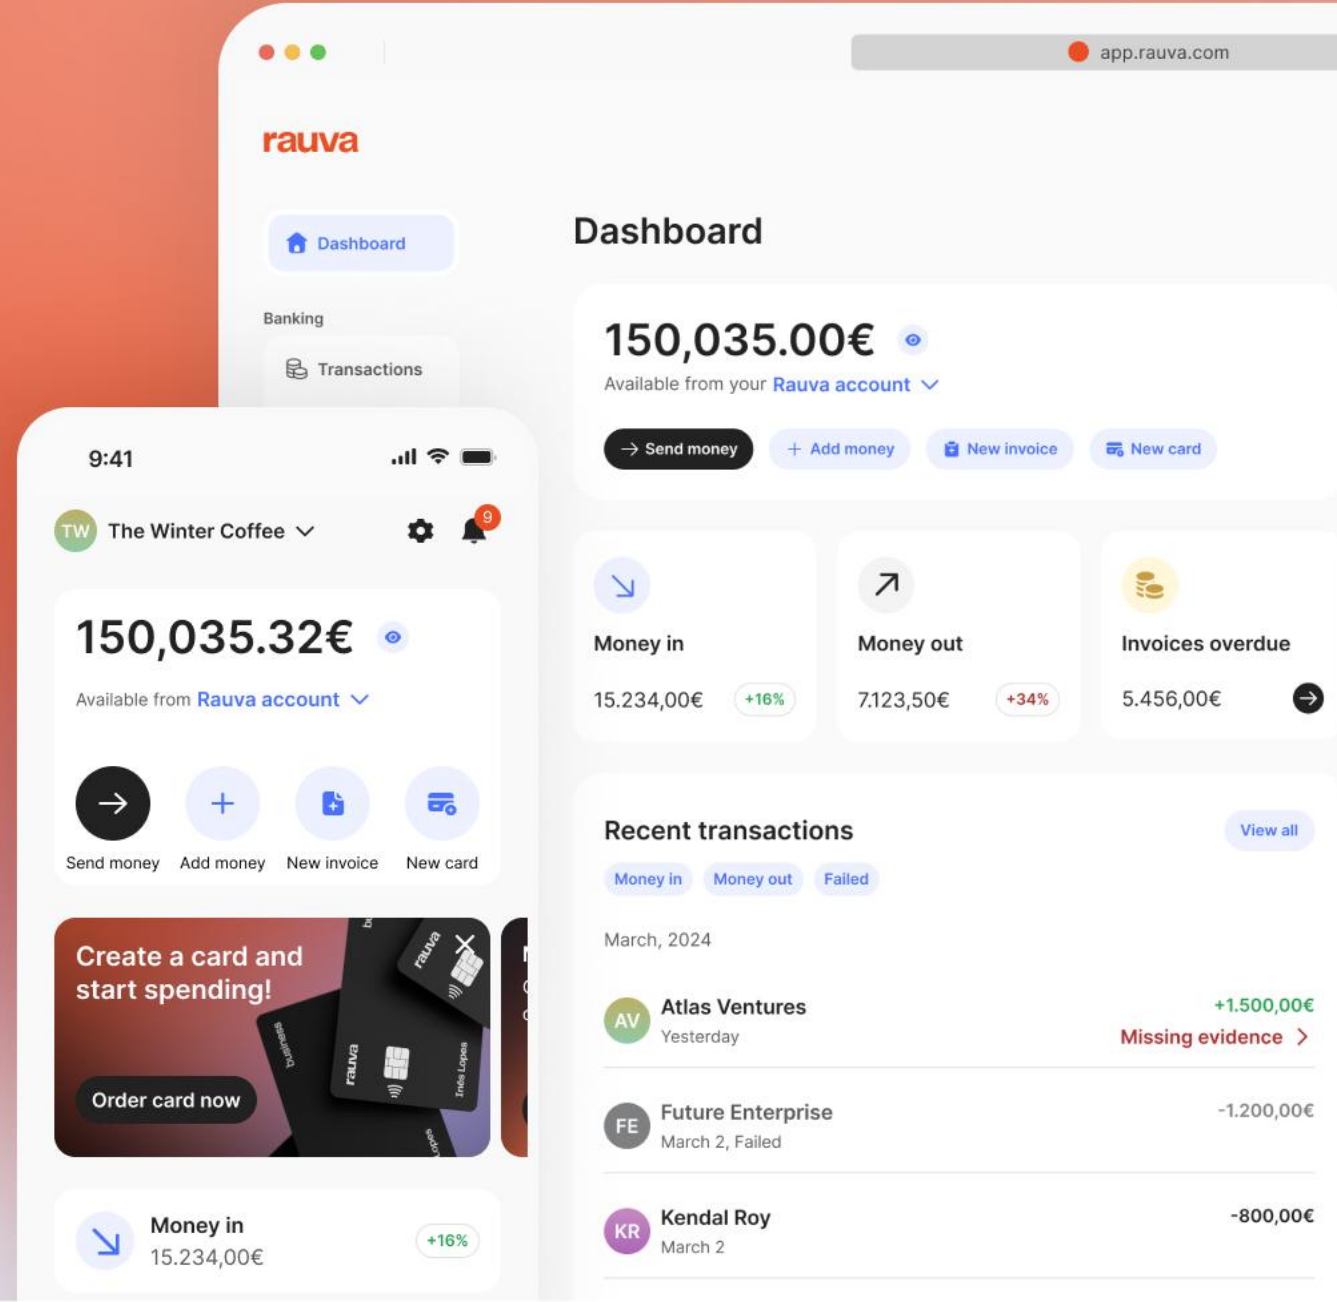 app.rauva.com
rauva
Dashboard
Banking
Transactions
Dashboard
150,035.00€
Available from your Rauva account
Send money
Add money
New invoice
New card
Money in
15.234,00€
+16%
Money out
7.123,50€
+34%
Invoices overdue
5.456,00€
Recent transactions
View all
Money in
Money out
Failed
March, 2024
AV
Atlas Ventures
Yesterday
+1.500,00€
Missing evidence
FE
Future Enterprise
March 2, Failed
-1.200,00€
KR
Kendal Roy
March 2
-800,00€
9:41
TW
The Winter Coffee
9
150,035.32€
Available from Rauva account
Send money
Add money
New invoice
New card
Create a card and
start spending!
Order card now
rauva
business
rauva
Inês Lopes
Lopes
Money in
15.234,00€
+16%